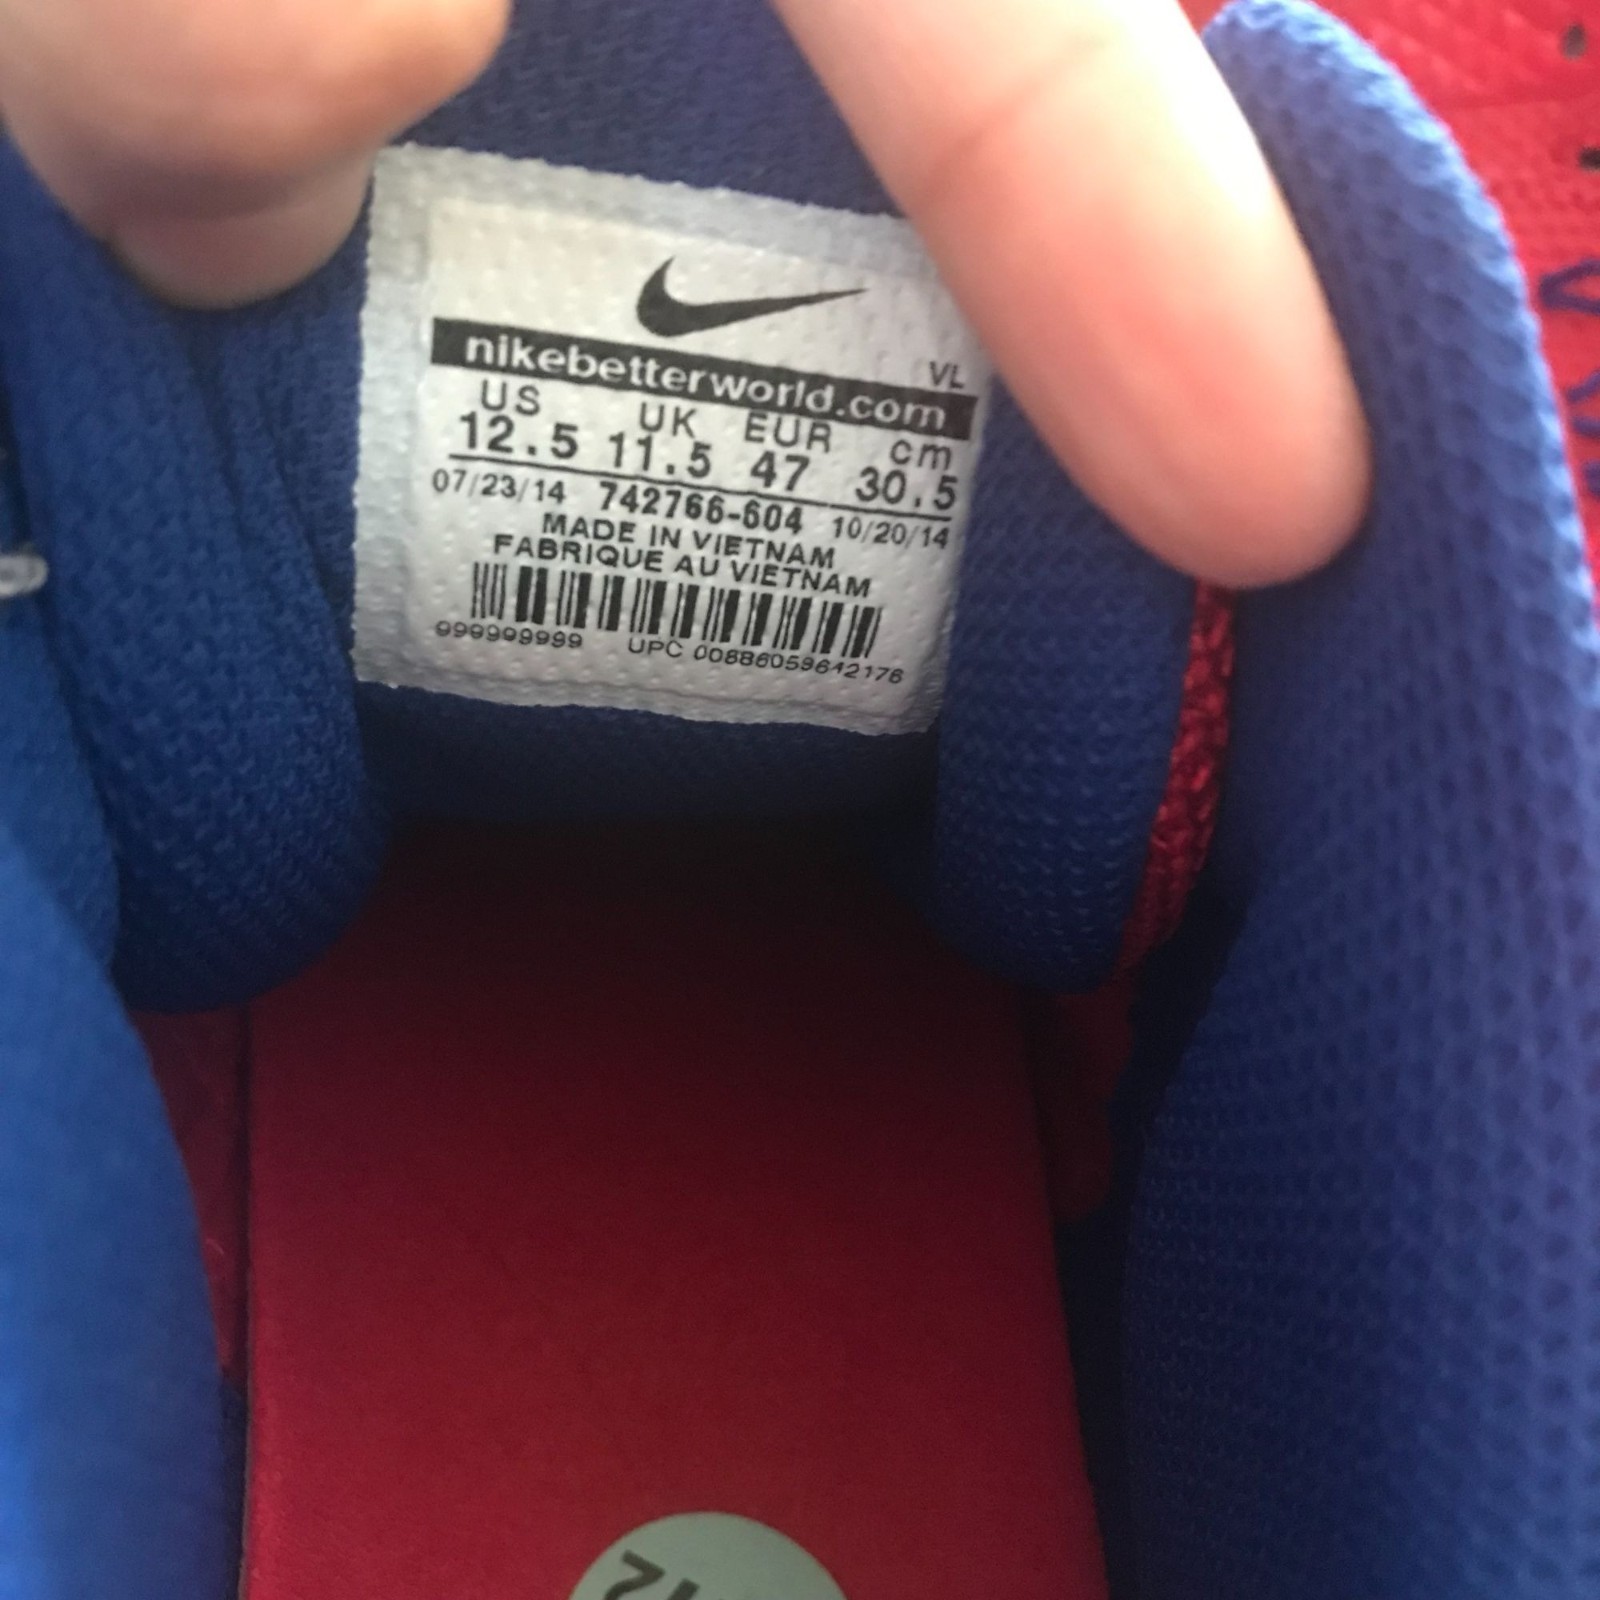 nikebetterworld.com
VL
US UK EUR cm
12.5 11.5 47 30.5
07/23/14 742766-604 10/20/14
MADE IN VIETNAM
FABRIQUE AU VIETNAM
999999999 UPC 00886059642176